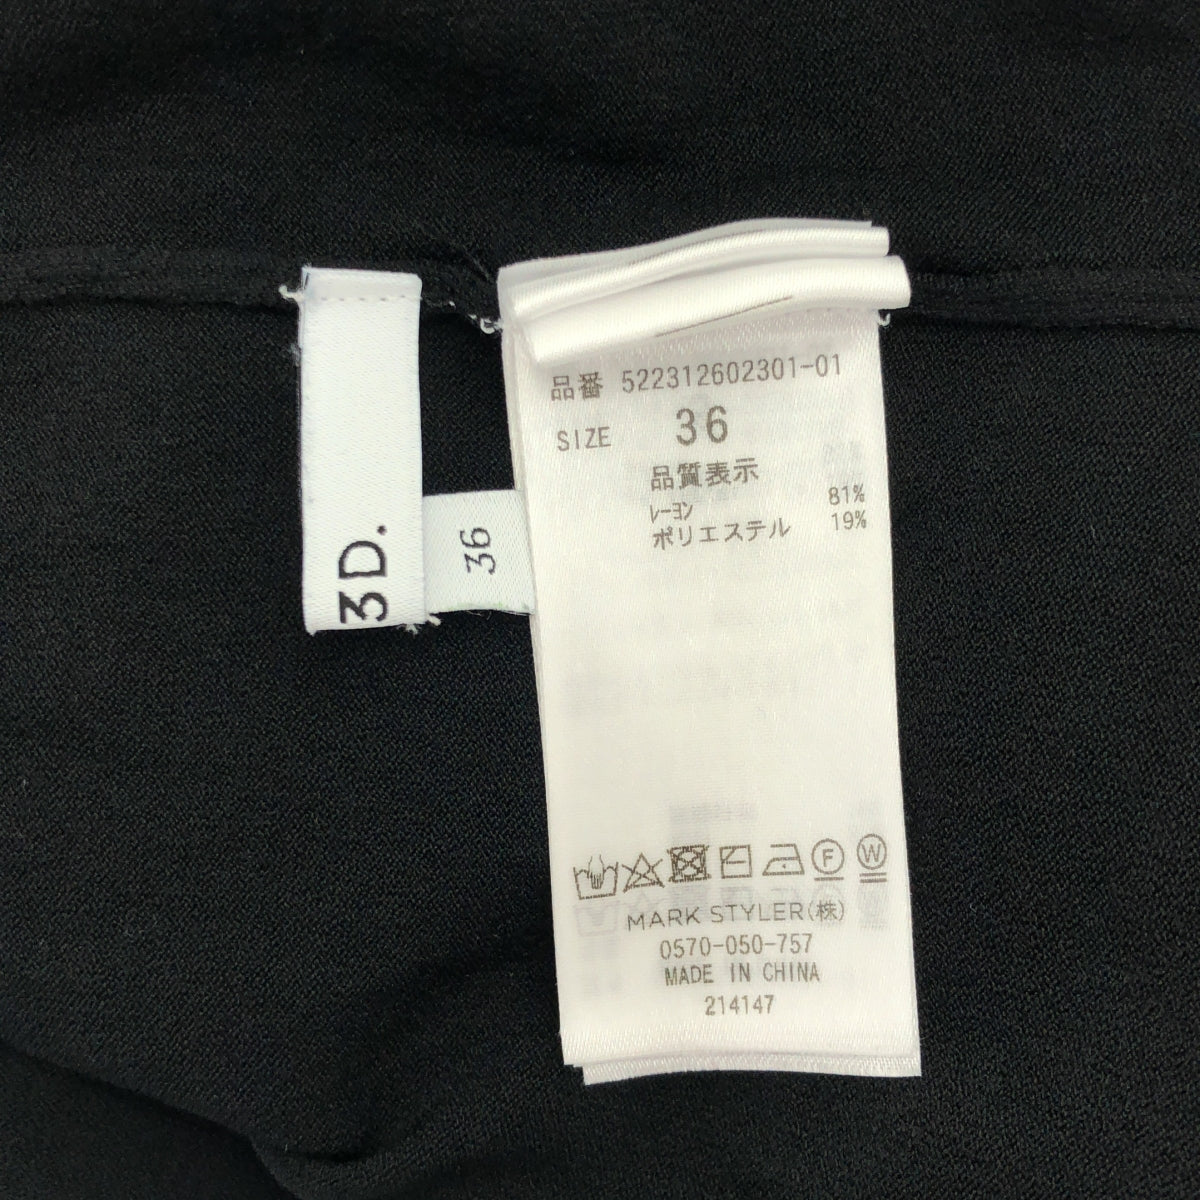 3D.
36
品番 522312602301-01
SIZE 36
品質表示
レーヨン 81%
ポリエステル 19%
F W
MARK STYLER(株)
0570-050-757
MADE IN CHINA
214147